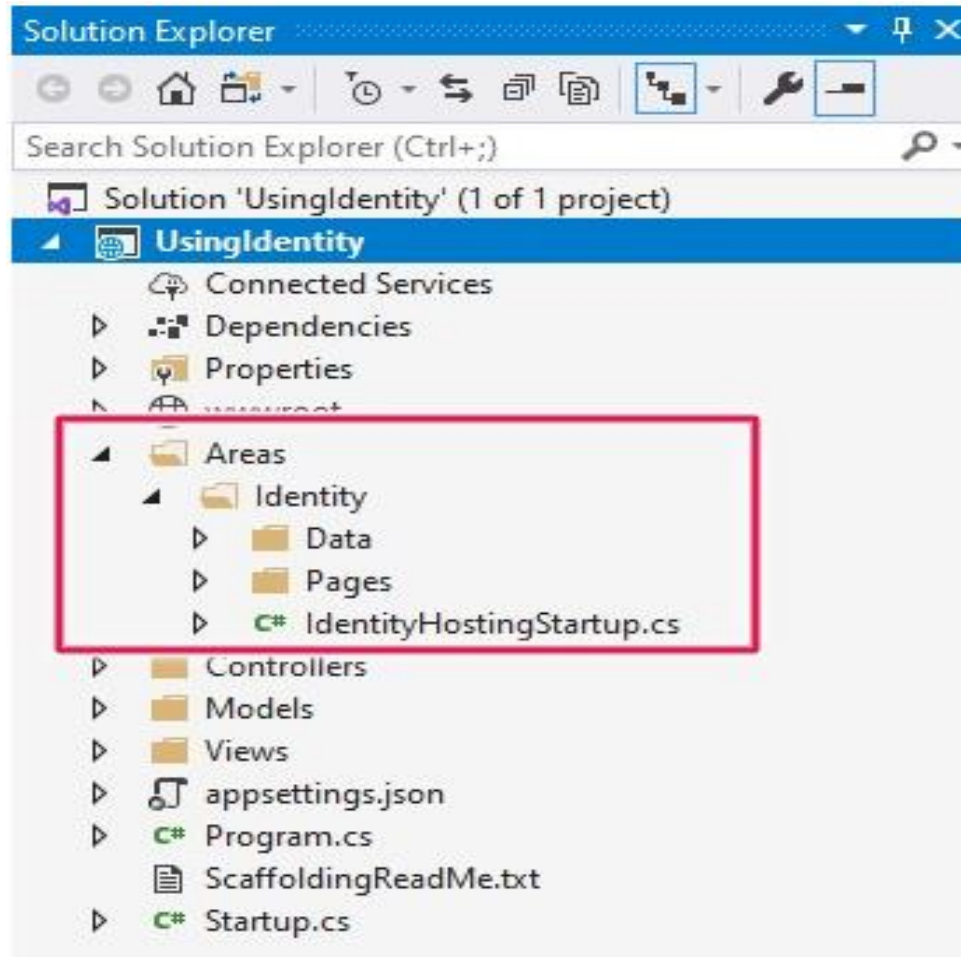 Solution Explorer
Search Solution Explorer (Ctrl+;)
Solution 'UsingIdentity' (1 of 1 project)
UsingIdentity
Connected Services
Dependencies
Properties
wwwroot
Areas
Identity
Data
Pages
C# IdentityHostingStartup.cs
Controllers
Models
Views
appsettings.json
C# Program.cs
ScaffoldingReadMe.txt
C# Startup.cs